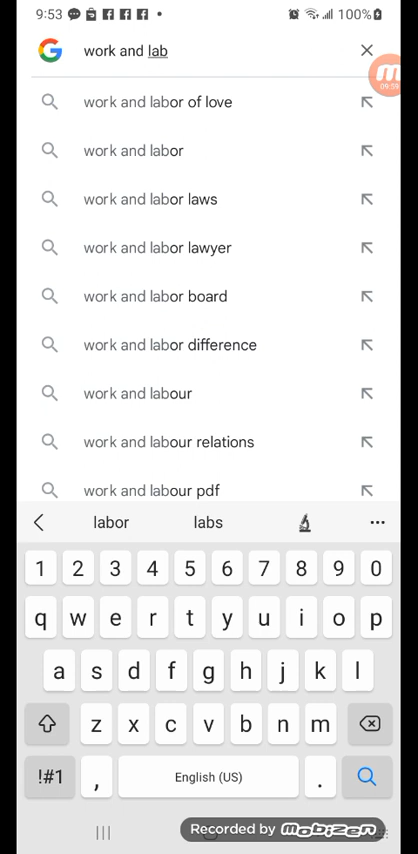 9:53 100%
work and lab
09:59
work and labor of love
work and labor
work and labor laws
work and labor lawyer
work and labor board
work and labor difference
work and labour
work and labour relations
work and labour pdf
labor labs
1 2 3 4 5 6 7 8 9 0
q w e r t y u i o p
a s d f g h j k l
z x c v b n m
!#1 , English (US) .
Recorded by mobizen